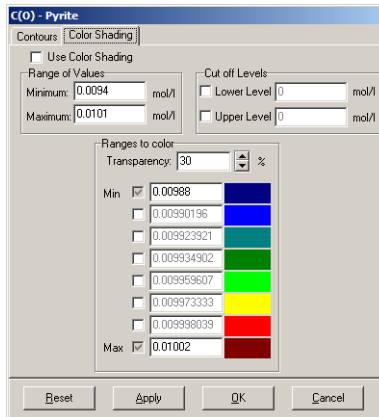 C(O) - Pyrite
Contours Color Shading
Use Color Shading
Range of Values
Minimum: 0.0094 mol/l
Maximum: 0.0101 mol/l
Cut off Levels
Lower Level 0 mol/l
Upper Level 0 mol/l
Ranges to color
Transparency: 30 %
Min 0.00988
0.00990196
0.009923921
0.009934902
0.009959607
0.009973333
0.009998039
Max 0.01002
Reset Apply OK Cancel